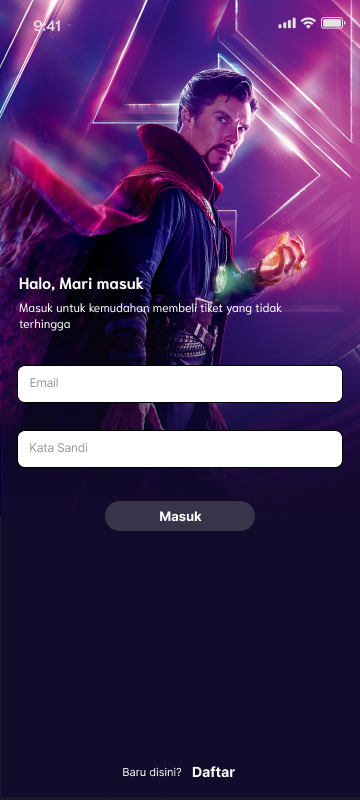 9:41
Halo, Mari masuk
Masuk untuk kemudahan membeli tiket yang tidak
terhingga
Email
Kata Sandi
Masuk
Baru disini? Daftar